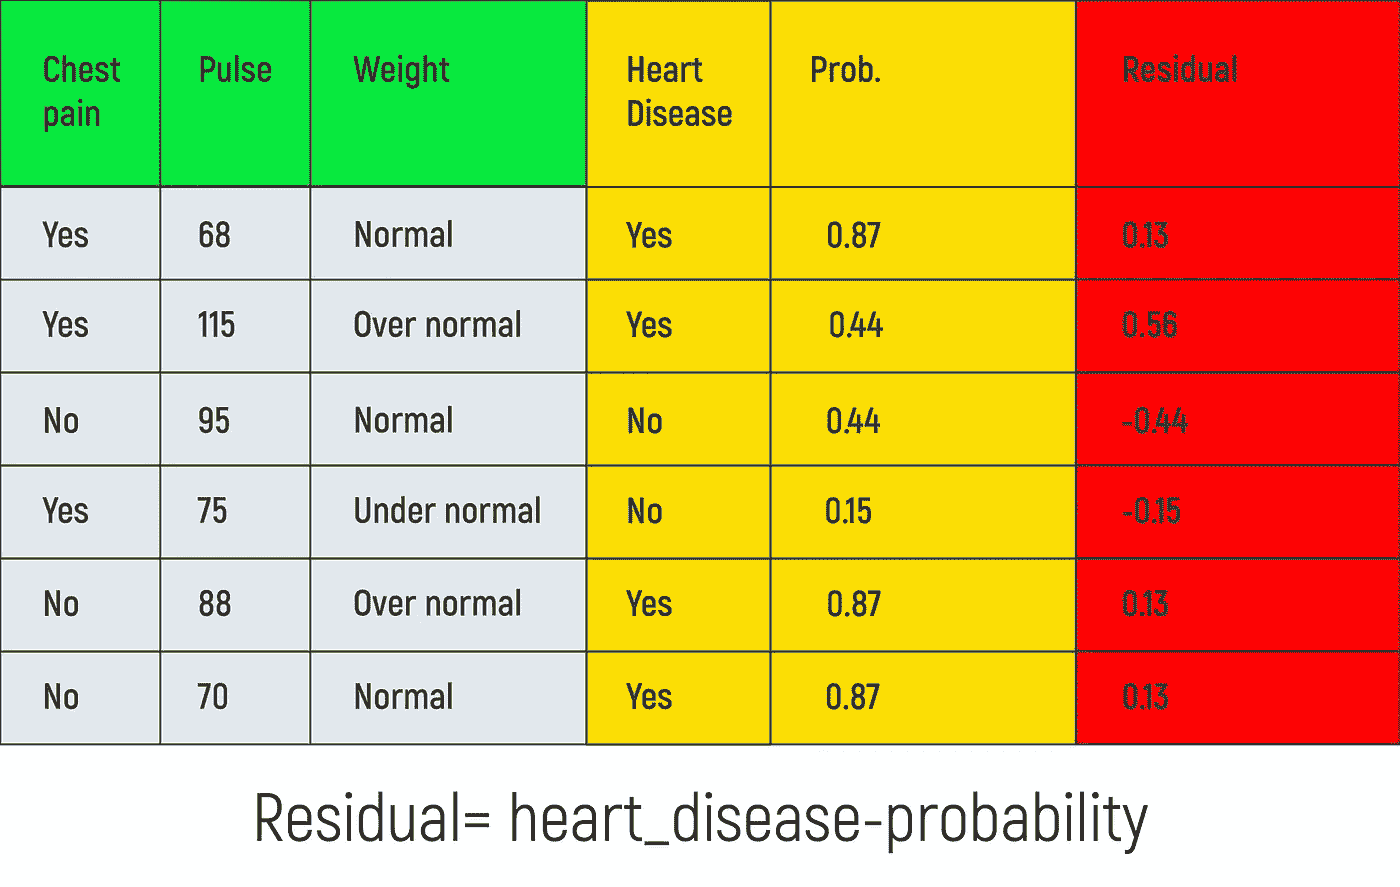 Chest pain Pulse Weight Heart Disease Prob. Residual
Yes 68 Normal Yes 0.87 0.13
Yes 115 Over normal Yes 0.44 0.56
No 95 Normal No 0.44 -0.44
Yes 75 Under normal No 0.15 -0.15
No 88 Over normal Yes 0.87 0.13
No 70 Normal Yes 0.87 0.13
Residual= heart_disease-probability